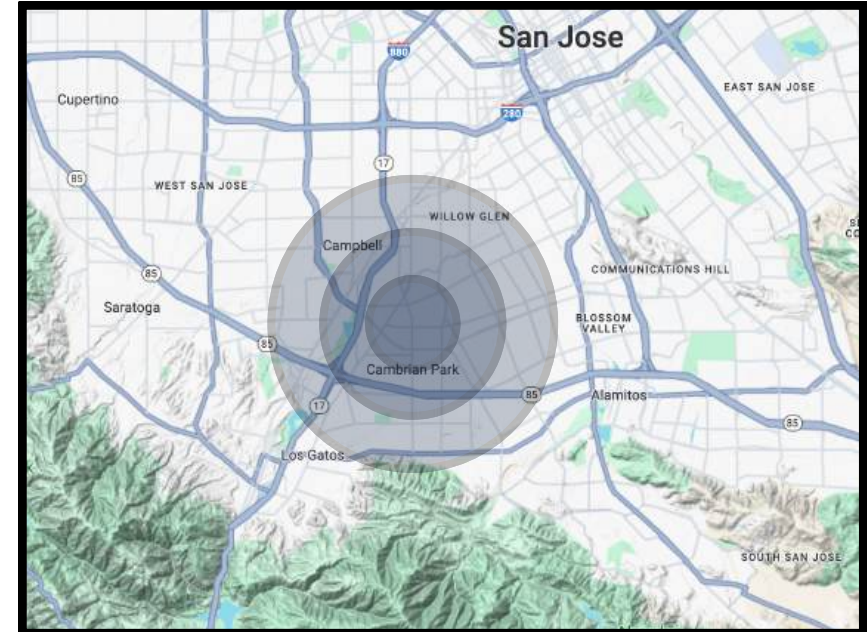 San Jose
880
EAST SAN JOSE
Cupertino
280
17
85
WEST SAN JOSE
WILLOW GLEN
Campbell
85
COMMUNICATIONS HILL
Saratoga
BLOSSOM
VALLEY
85
Cambrian Park
85
Alamitos
17
85
Los Gatos
SOUTH SAN JOSE